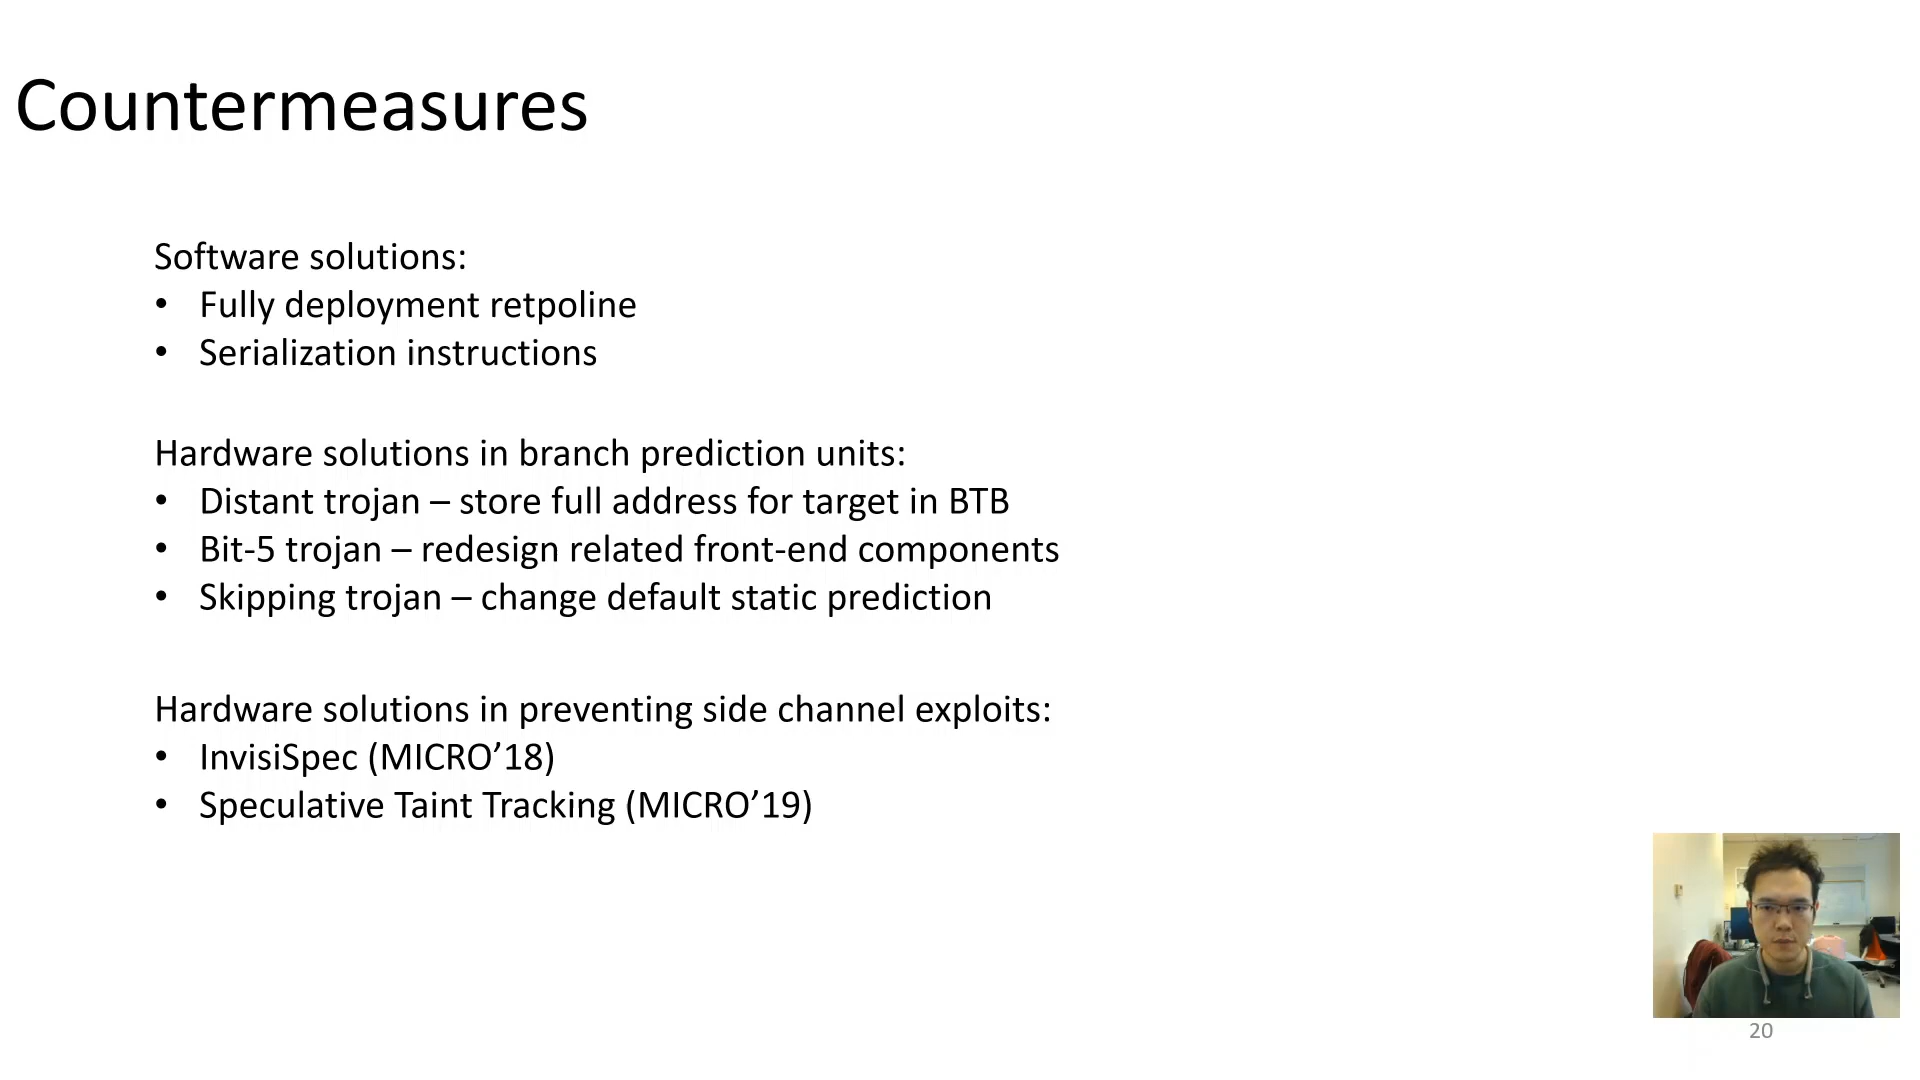 Countermeasures
Software solutions:
• Fully deployment retpoline
• Serialization instructions
Hardware solutions in branch prediction units:
• Distant trojan – store full address for target in BTB
• Bit-5 trojan – redesign related front-end components
• Skipping trojan – change default static prediction
Hardware solutions in preventing side channel exploits:
• InvisiSpec (MICRO’18)
• Speculative Taint Tracking (MICRO’19)
20